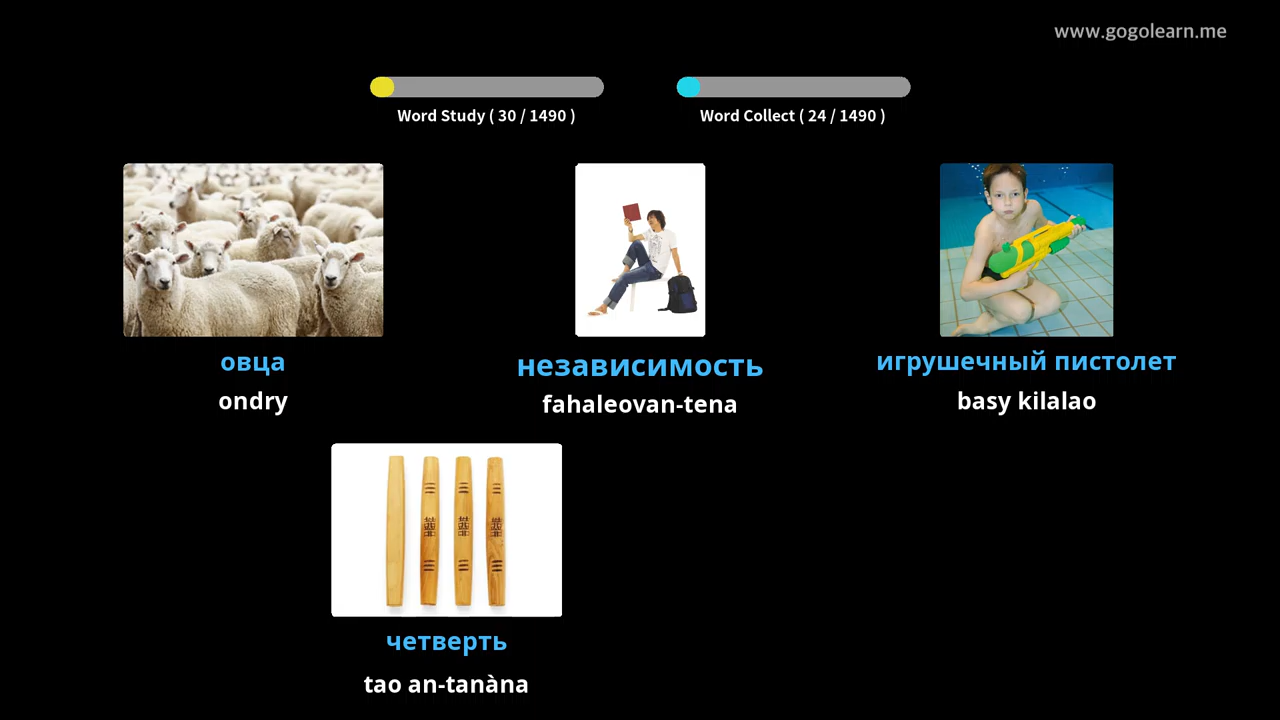 www.gogolearn.me
Word Study ( 30 / 1490 )
Word Collect ( 24 / 1490 )
овца
ondry
независимость
fahaleovan-tena
игрушечный пистолет
basy kilalao
четверть
tao an-tanàna